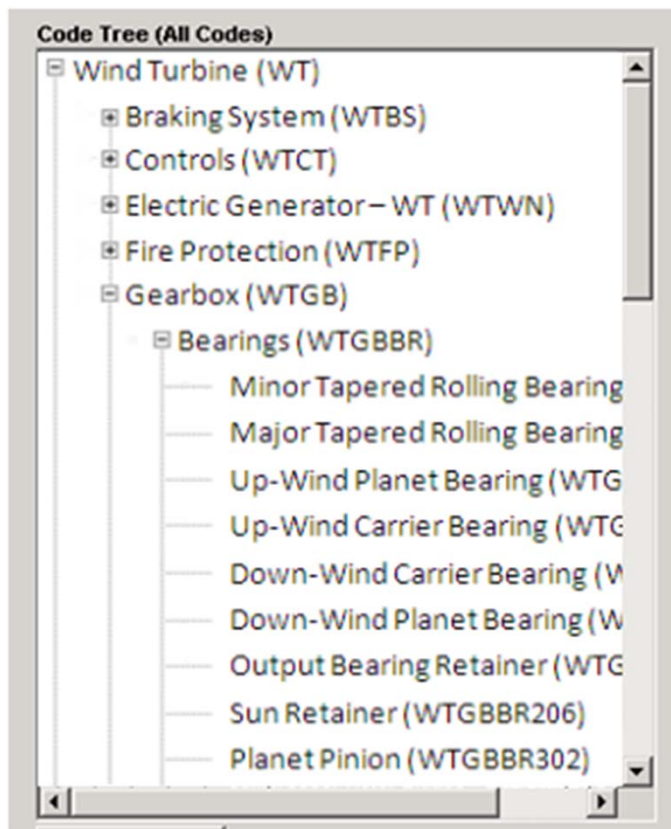 Code Tree (All Codes)
Wind Turbine (WT)
Braking System (WTBS)
Controls (WTCT)
Electric Generator – WT (WTWN)
Fire Protection (WTFP)
Gearbox (WTGB)
Bearings (WTGBBR)
Minor Tapered Rolling Bearing
Major Tapered Rolling Bearing
Up-Wind Planet Bearing (WTG
Up-Wind Carrier Bearing (WTG
Down-Wind Carrier Bearing (W
Down-Wind Planet Bearing (W
Output Bearing Retainer (WTG
Sun Retainer (WTGBBR206)
Planet Pinion (WTGBBR302)